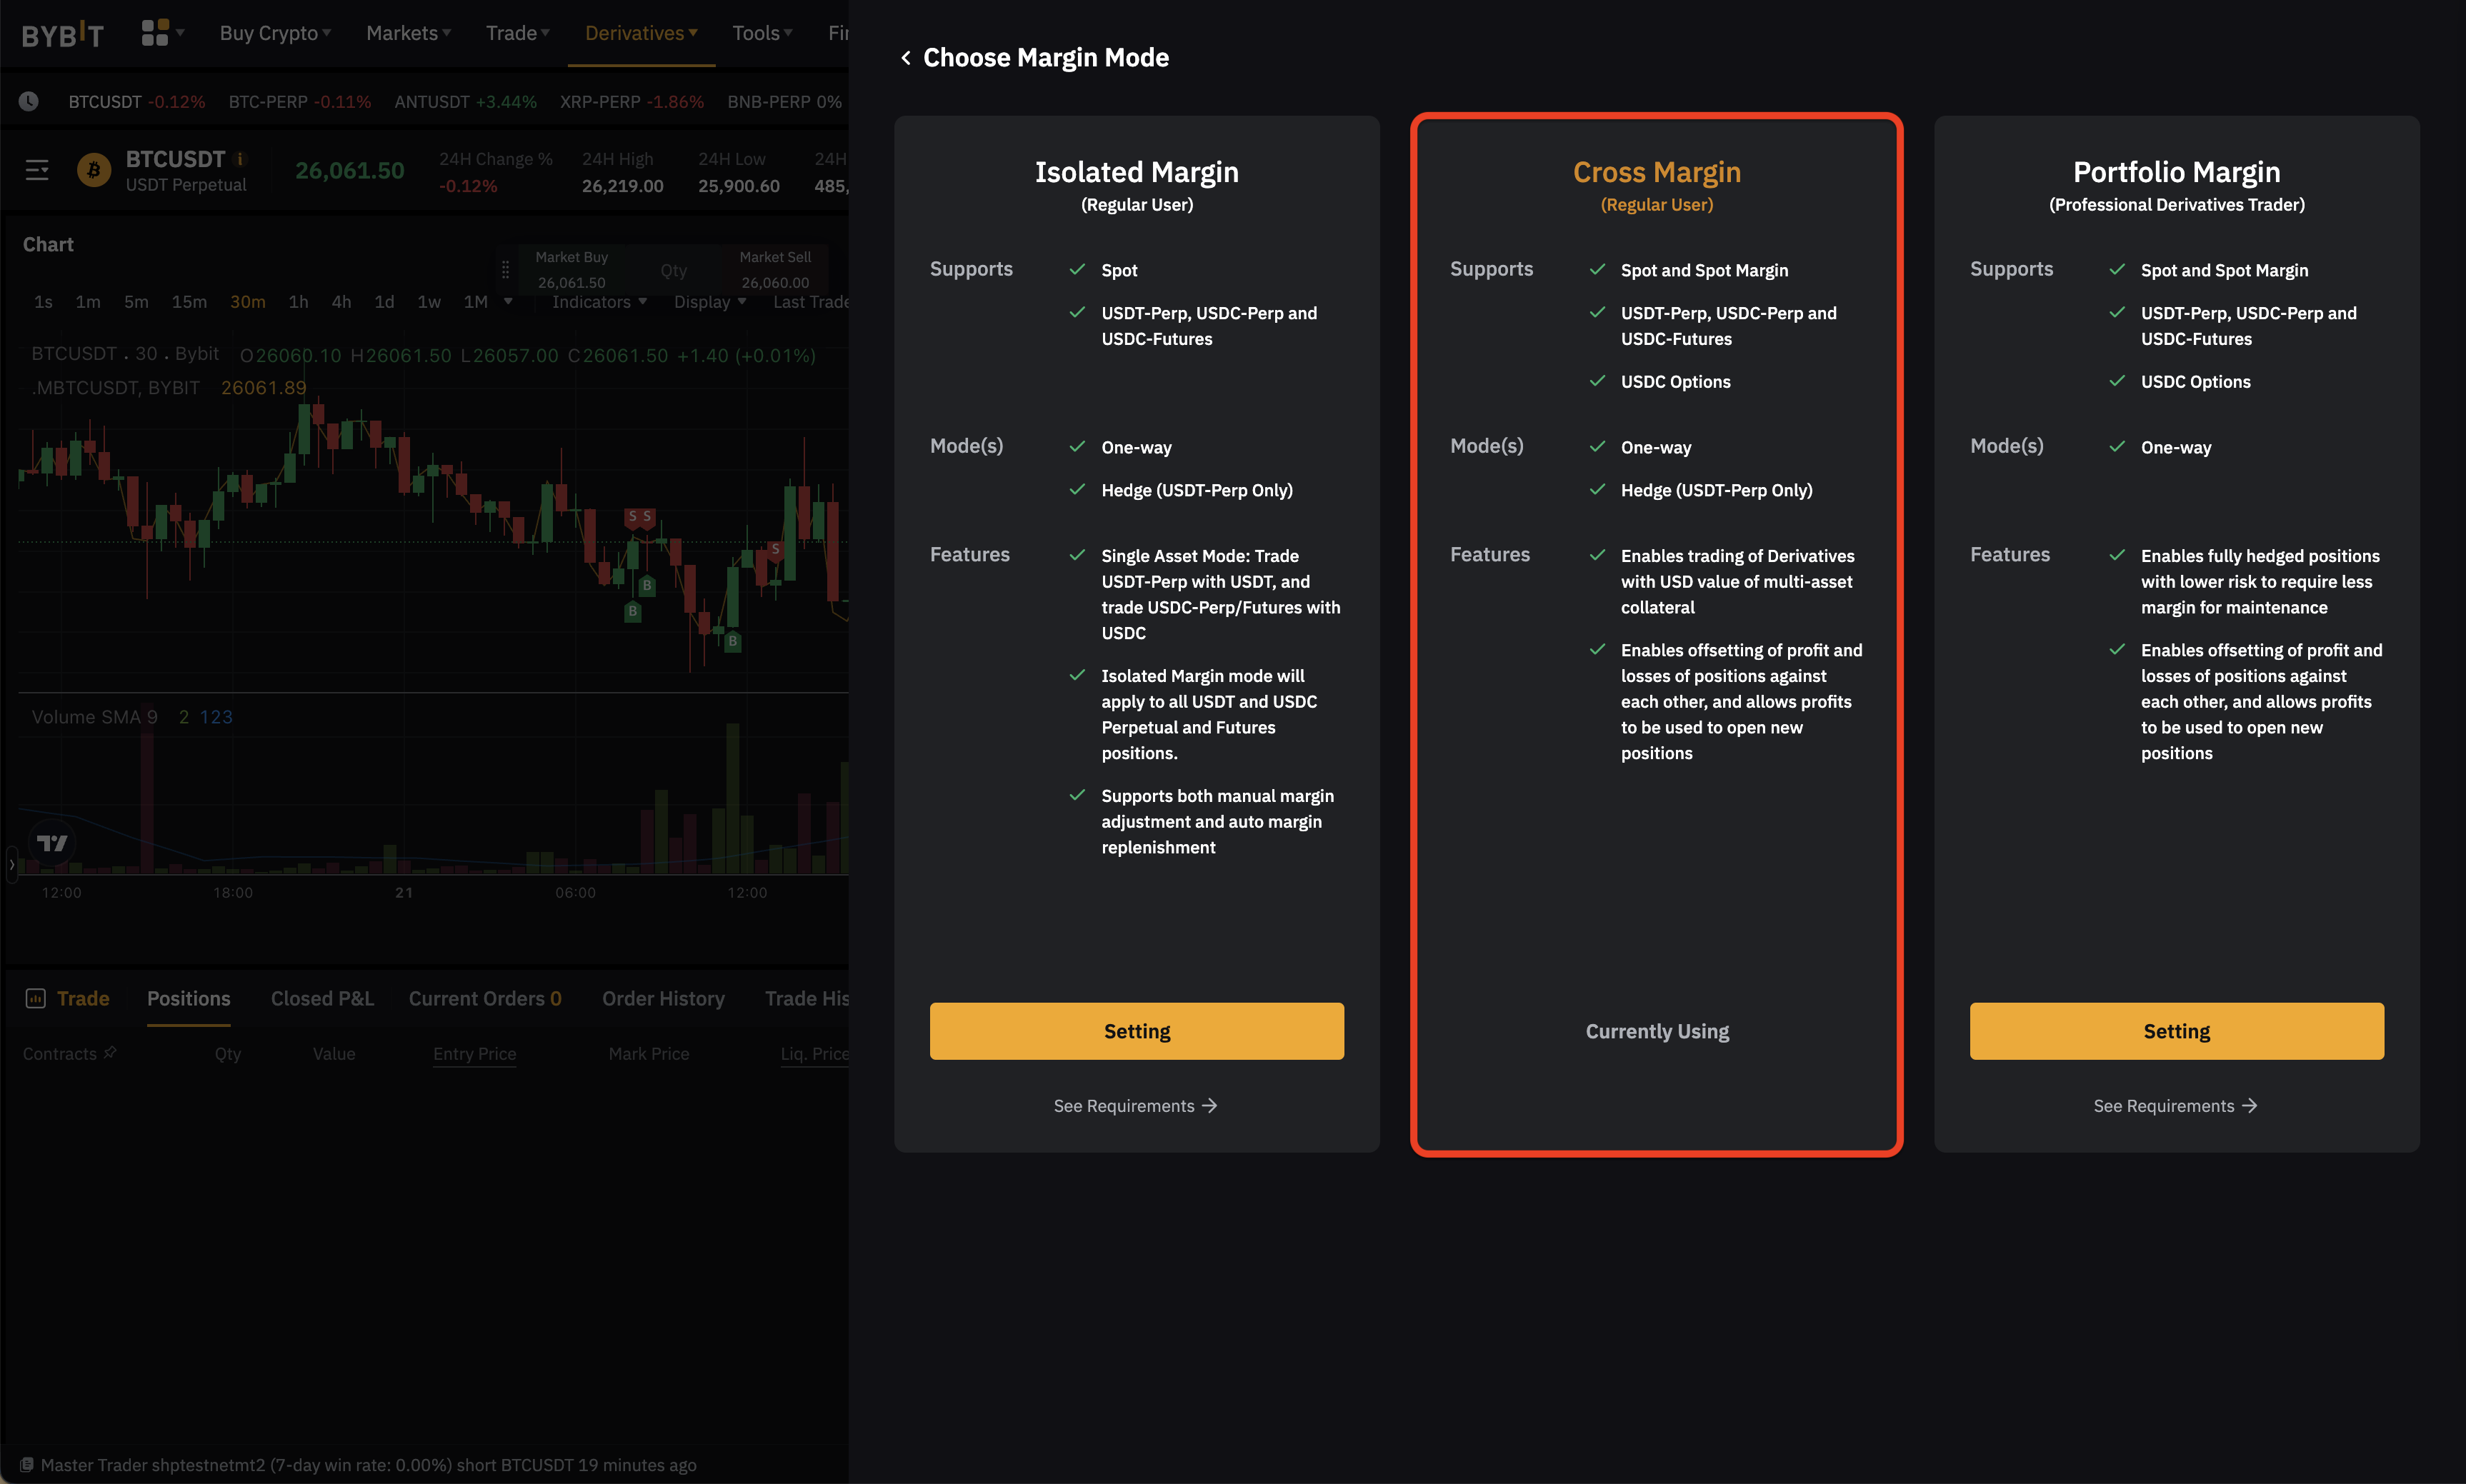 BYBIT
Buy Crypto
Markets
Trade
Derivatives
Tools
BTCUSDT -0.12%
BTC-PERP -0.11%
ANTUSDT +3.44%
XRP-PERP -1.86%
BNB-PERP 0%
BTCUSDT
USDT Perpetual
26,061.50
24H Change %
-0.12%
24H High
26,219.00
24H Low
25,900.60
24H
485,
Chart
Market Buy
26,061.50
Qty
Market Sell
26,060.00
1s 1m 5m 15m 30m 1h 4h 1d 1w 1M
Indicators
Display
Last Trade
BTCUSDT . 30 . Bybit O26060.10 H26061.50 L26057.00 C26061.50 +1.40 (+0.01%)
.MBTCUSDT, BYBIT 26061.89
S S
S
B
B
B
Volume SMA 9 2 123
12:00 18:00 21 06:00 12:00
Trade
Positions
Closed P&L
Current Orders 0
Order History
Trade His
Contracts
Qty
Value
Entry Price
Mark Price
Liq. Price
Master Trader shptestnetmt2 (7-day win rate: 0.00%) short BTCUSDT 19 minutes ago
Choose Margin Mode
Isolated Margin
(Regular User)
Supports
Spot
USDT-Perp, USDC-Perp and
USDC-Futures
Mode(s)
One-way
Hedge (USDT-Perp Only)
Features
Single Asset Mode: Trade
USDT-Perp with USDT, and
trade USDC-Perp/Futures with
USDC
Isolated Margin mode will
apply to all USDT and USDC
Perpetual and Futures
positions.
Supports both manual margin
adjustment and auto margin
replenishment
Setting
See Requirements
Cross Margin
(Regular User)
Supports
Spot and Spot Margin
USDT-Perp, USDC-Perp and
USDC-Futures
USDC Options
Mode(s)
One-way
Hedge (USDT-Perp Only)
Features
Enables trading of Derivatives
with USD value of multi-asset
collateral
Enables offsetting of profit and
losses of positions against
each other, and allows profits
to be used to open new
positions
Currently Using
Portfolio Margin
(Professional Derivatives Trader)
Supports
Spot and Spot Margin
USDT-Perp, USDC-Perp and
USDC-Futures
USDC Options
Mode(s)
One-way
Features
Enables fully hedged positions
with lower risk to require less
margin for maintenance
Enables offsetting of profit and
losses of positions against
each other, and allows profits
to be used to open new
positions
Setting
See Requirements